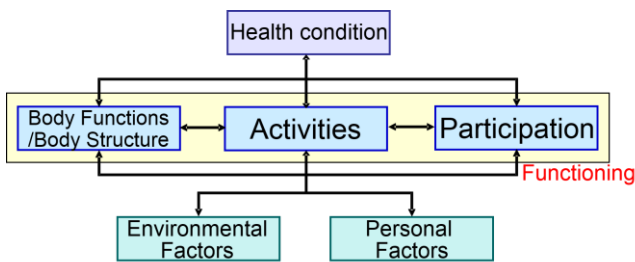 Health condition
Body Functions
/Body Structure
Activities
Participation
Functioning
Environmental
Factors
Personal
Factors